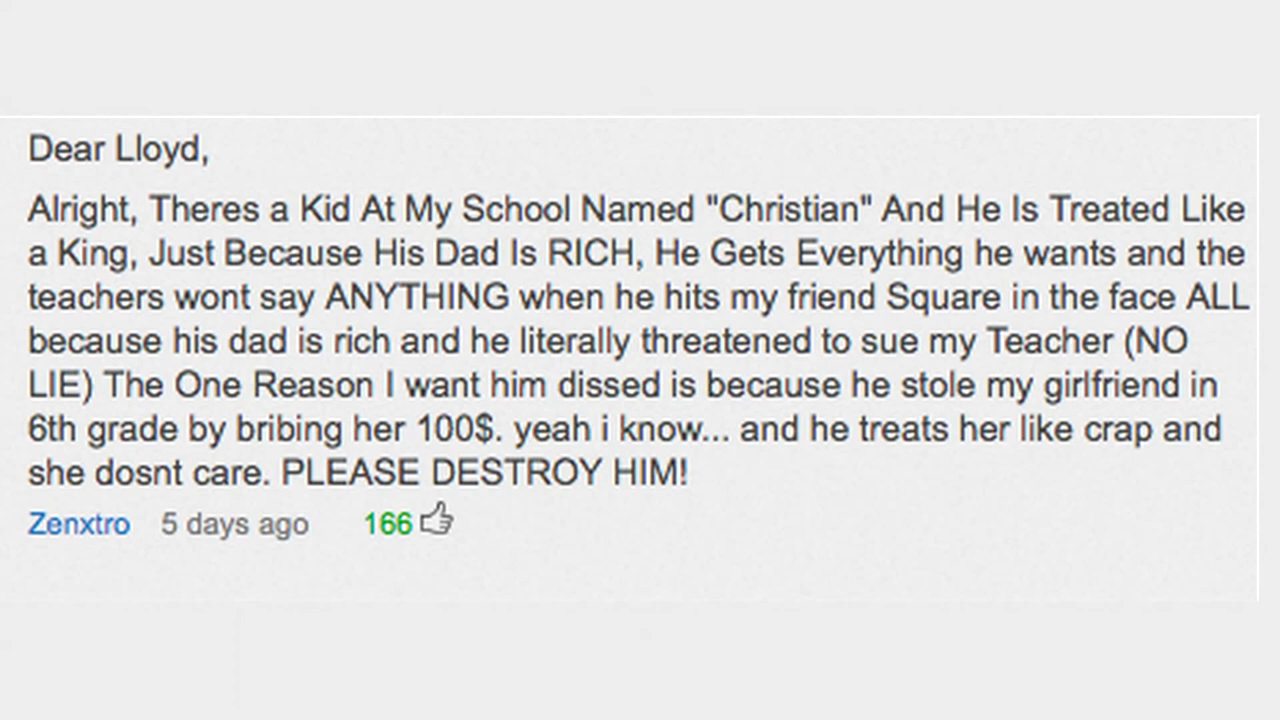 Dear Lloyd,
Alright, Theres a Kid At My School Named "Christian" And He Is Treated Like
a King, Just Because His Dad Is RICH, He Gets Everything he wants and the
teachers wont say ANYTHING when he hits my friend Square in the face ALL
because his dad is rich and he literally threatened to sue my Teacher (NO
LIE) The One Reason I want him dissed is because he stole my girlfriend in
6th grade by bribing her 100$. yeah i know... and he treats her like crap and
she dosnt care. PLEASE DESTROY HIM!
Zenxtro 5 days ago 166